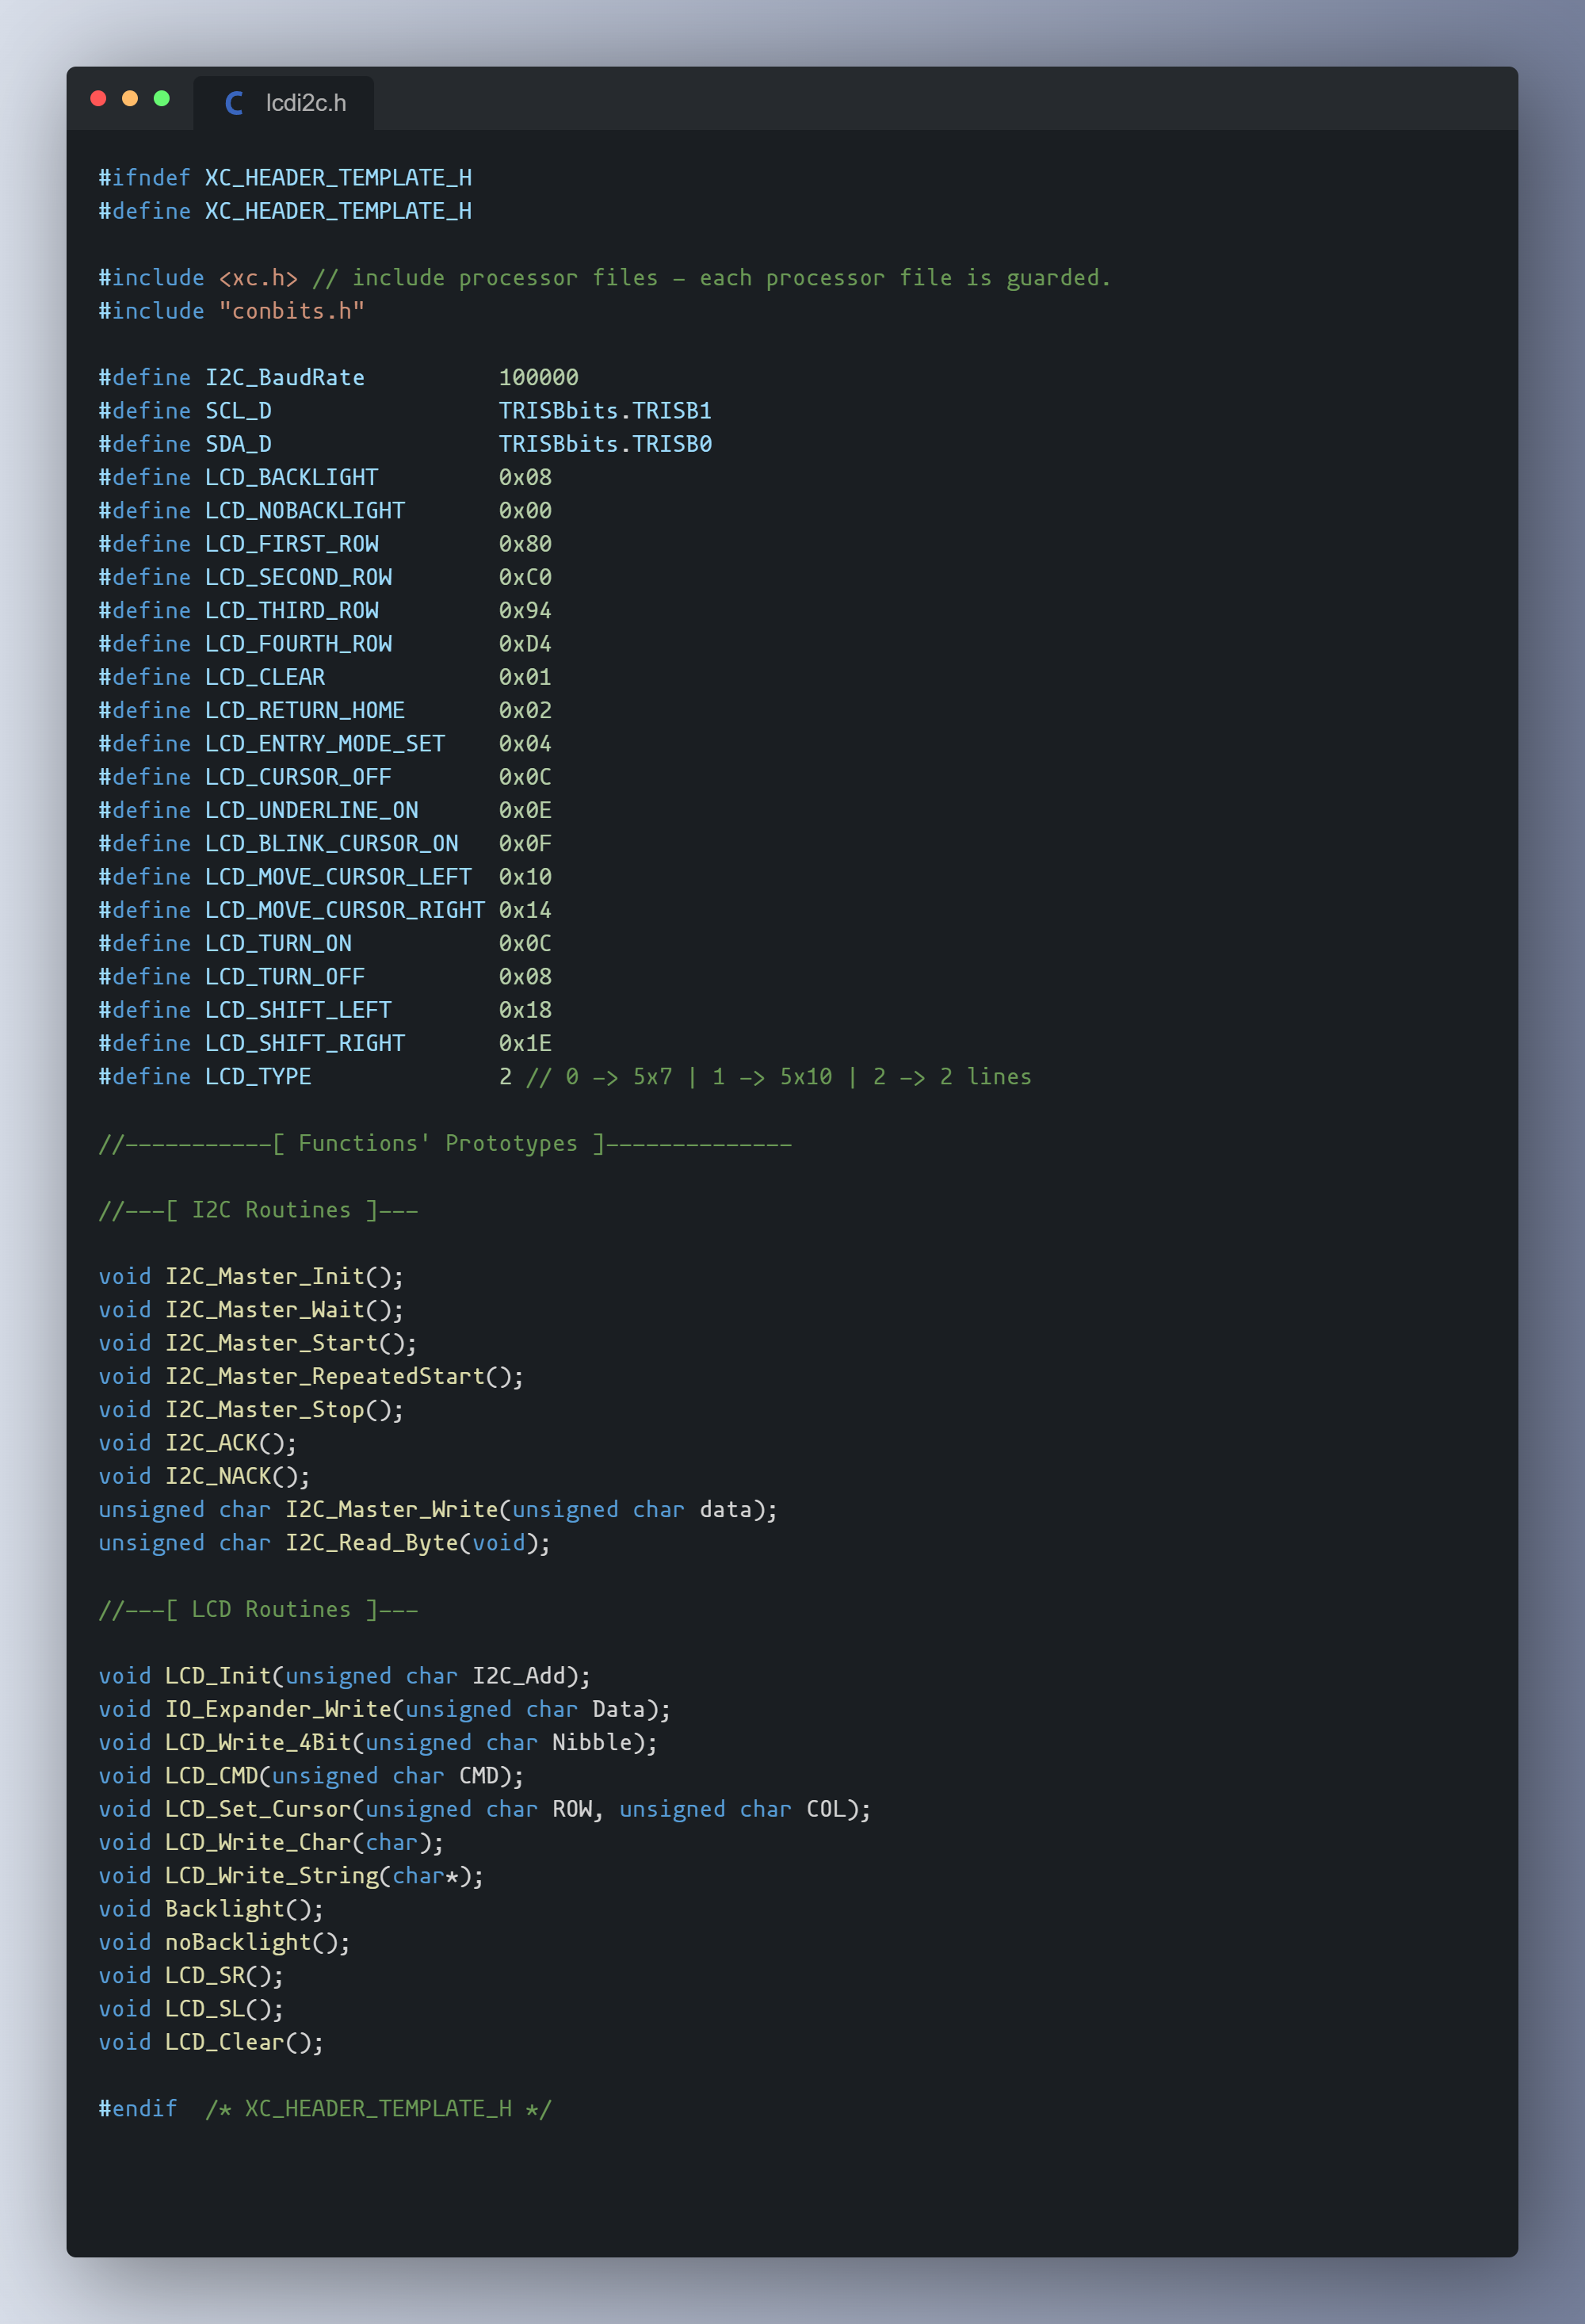 lcdi2c.h
#ifndef XC_HEADER_TEMPLATE_H
#define XC_HEADER_TEMPLATE_H
#include <xc.h> // include processor files - each processor file is guarded.
#include "conbits.h"
#define I2C_BaudRate          100000
#define SCL_D                 TRISBbits.TRISB1
#define SDA_D                 TRISBbits.TRISB0
#define LCD_BACKLIGHT         0x08
#define LCD_NOBACKLIGHT       0x00
#define LCD_FIRST_ROW         0x80
#define LCD_SECOND_ROW        0xC0
#define LCD_THIRD_ROW         0x94
#define LCD_FOURTH_ROW        0xD4
#define LCD_CLEAR             0x01
#define LCD_RETURN_HOME       0x02
#define LCD_ENTRY_MODE_SET    0x04
#define LCD_CURSOR_OFF        0x0C
#define LCD_UNDERLINE_ON      0x0E
#define LCD_BLINK_CURSOR_ON   0x0F
#define LCD_MOVE_CURSOR_LEFT  0x10
#define LCD_MOVE_CURSOR_RIGHT 0x14
#define LCD_TURN_ON           0x0C
#define LCD_TURN_OFF          0x08
#define LCD_SHIFT_LEFT        0x18
#define LCD_SHIFT_RIGHT       0x1E
#define LCD_TYPE              2 // 0 -> 5x7 | 1 -> 5x10 | 2 -> 2 lines
//-----------[ Functions' Prototypes ]--------------
//---[ I2C Routines ]---
void I2C_Master_Init();
void I2C_Master_Wait();
void I2C_Master_Start();
void I2C_Master_RepeatedStart();
void I2C_Master_Stop();
void I2C_ACK();
void I2C_NACK();
unsigned char I2C_Master_Write(unsigned char data);
unsigned char I2C_Read_Byte(void);
//---[ LCD Routines ]---
void LCD_Init(unsigned char I2C_Add);
void IO_Expander_Write(unsigned char Data);
void LCD_Write_4Bit(unsigned char Nibble);
void LCD_CMD(unsigned char CMD);
void LCD_Set_Cursor(unsigned char ROW, unsigned char COL);
void LCD_Write_Char(char);
void LCD_Write_String(char*);
void Backlight();
void noBacklight();
void LCD_SR();
void LCD_SL();
void LCD_Clear();
#endif  /* XC_HEADER_TEMPLATE_H */